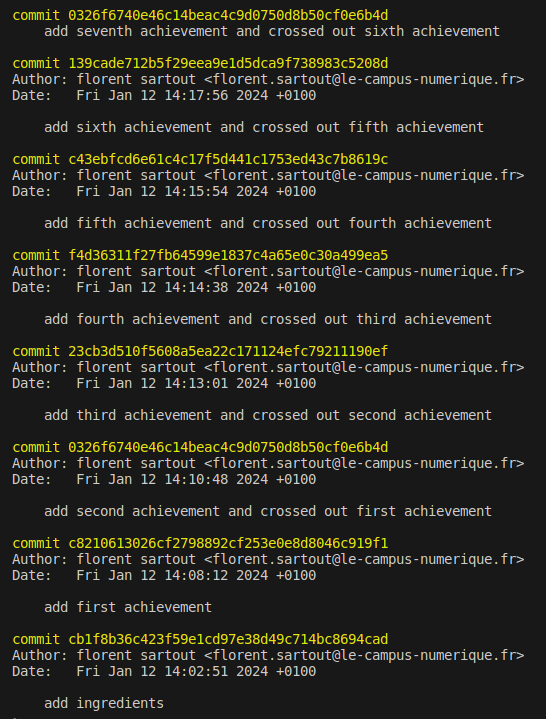 commit 0326f6740e46c14beac4c9d0750d8b50cf0e6b4d
add seventh achievement and crossed out sixth achievement
commit 139cade712b5f29eea9e1d5dca9f738983c5208d
Author: florent sartout <florent.sartout@le-campus-numerique.fr>
Date: Fri Jan 12 14:17:56 2024 +0100
add sixth achievement and crossed out fifth achievement
commit c43ebfcd6e61c4c17f5d441c1753ed43c7b8619c
Author: florent sartout <florent.sartout@le-campus-numerique.fr>
Date: Fri Jan 12 14:15:54 2024 +0100
add fifth achievement and crossed out fourth achievement
commit f4d36311f27fb64599e1837c4a65e0c30a499ea5
Author: florent sartout <florent.sartout@le-campus-numerique.fr>
Date: Fri Jan 12 14:14:38 2024 +0100
add fourth achievement and crossed out third achievement
commit 23cb3d510f5608a5ea22c171124efc79211190ef
Author: florent sartout <florent.sartout@le-campus-numerique.fr>
Date: Fri Jan 12 14:13:01 2024 +0100
add third achievement and crossed out second achievement
commit 0326f6740e46c14beac4c9d0750d8b50cf0e6b4d
Author: florent sartout <florent.sartout@le-campus-numerique.fr>
Date: Fri Jan 12 14:10:48 2024 +0100
add second achievement and crossed out first achievement
commit c8210613026cf2798892cf253e0e8d8046c919f1
Author: florent sartout <florent.sartout@le-campus-numerique.fr>
Date: Fri Jan 12 14:08:12 2024 +0100
add first achievement
commit cb1f8b36c423f59e1cd97e38d49c714bc8694cad
Author: florent sartout <florent.sartout@le-campus-numerique.fr>
Date: Fri Jan 12 14:02:51 2024 +0100
add ingredients